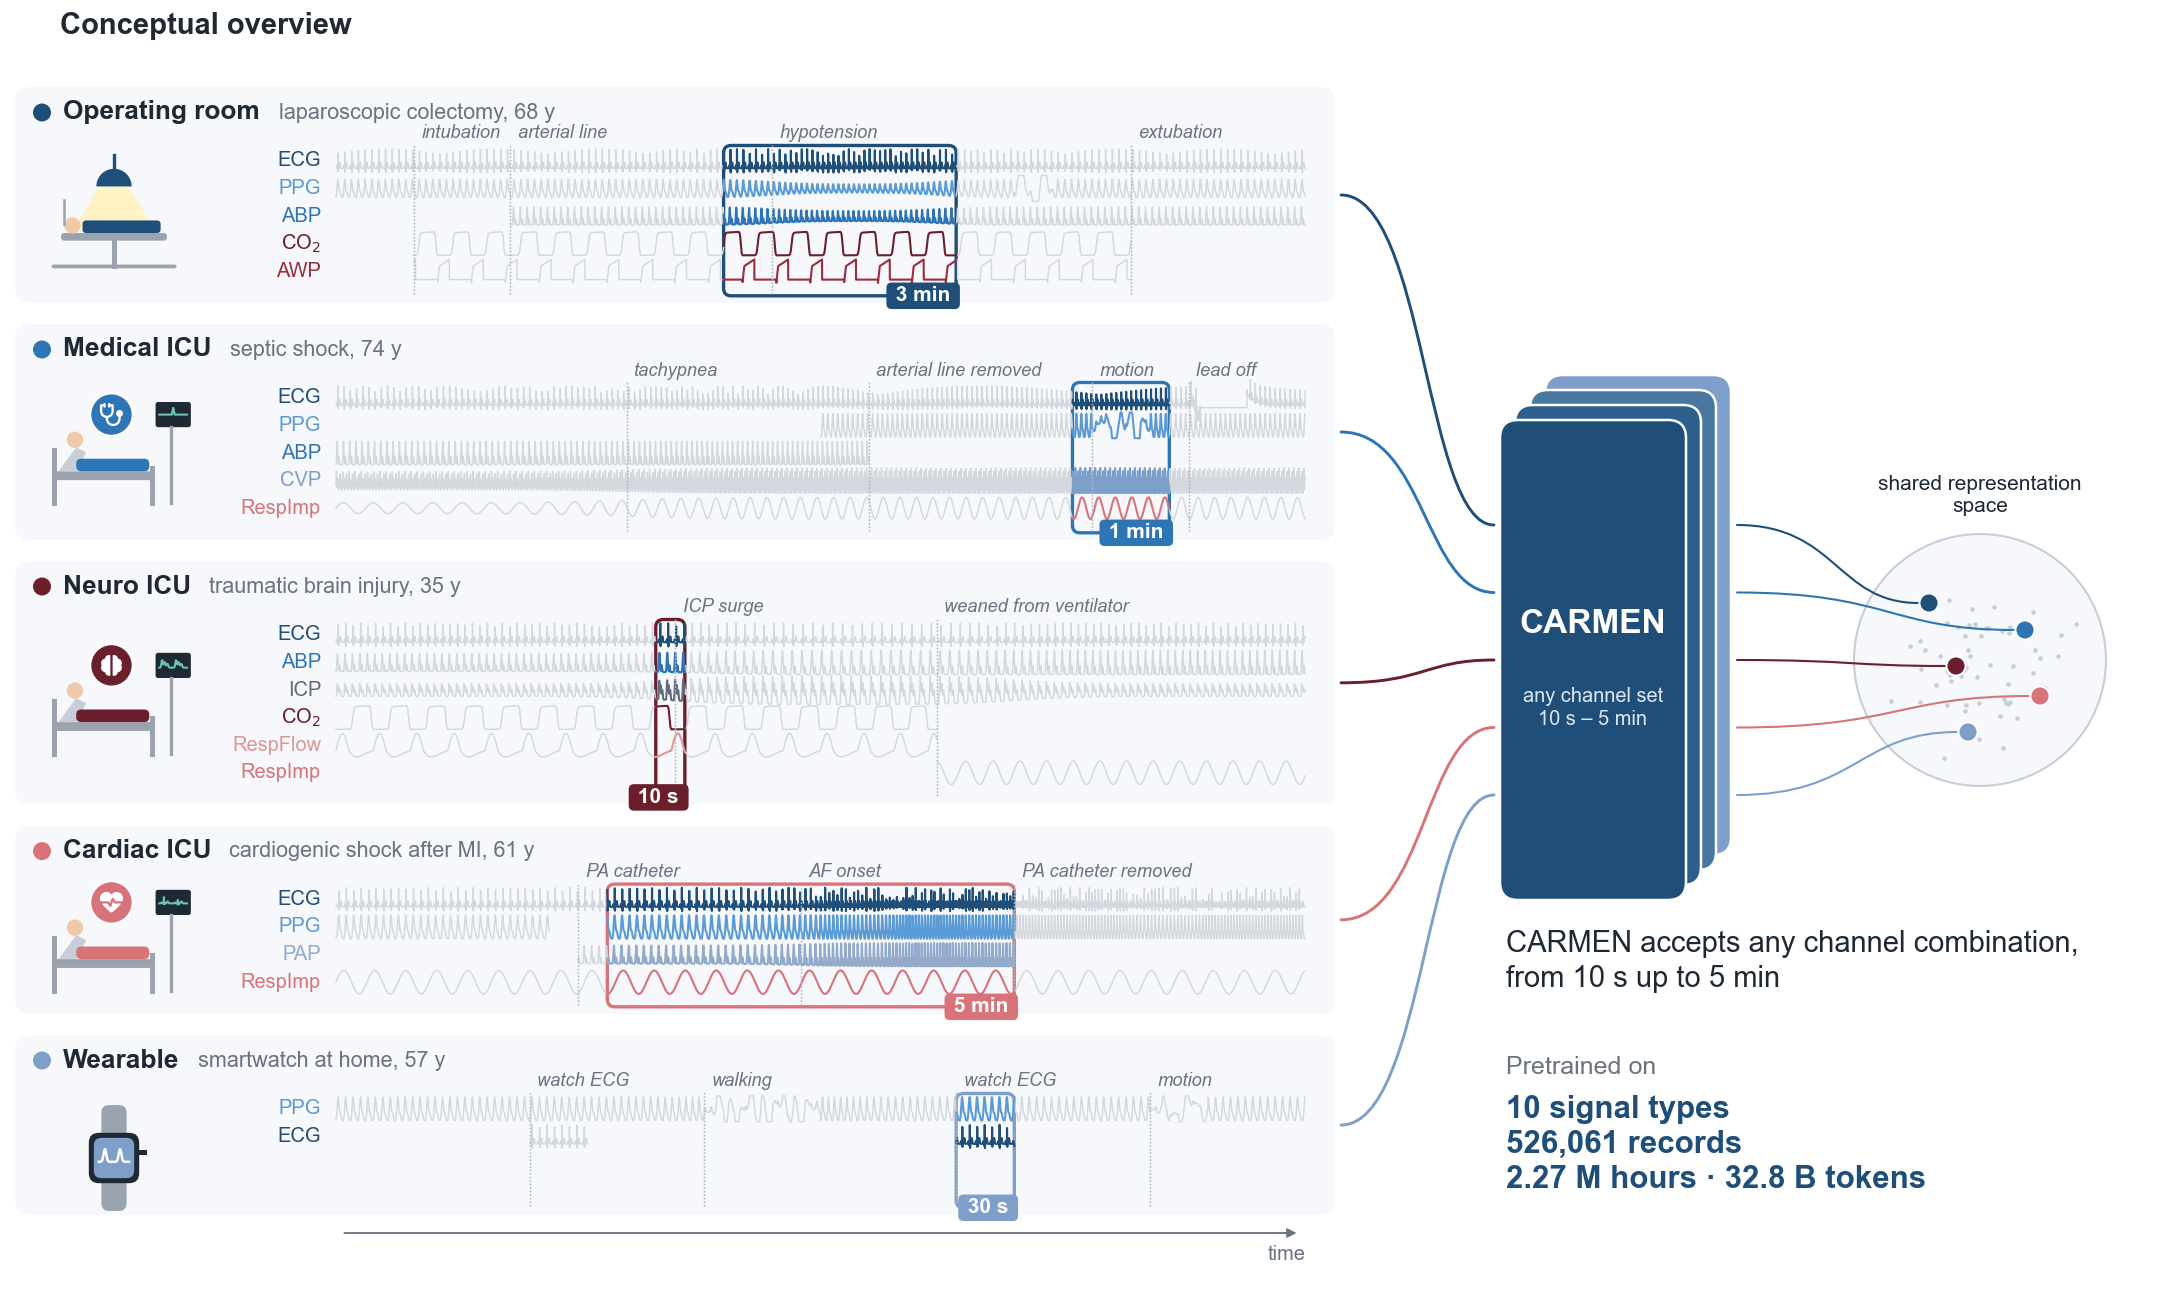 Conceptual overview
Operating room laparoscopic colectomy, 68 y
intubation arterial line hypotension extubation
ECG
PPG
ABP
CO₂
AWP
3 min
Medical ICU septic shock, 74 y
tachypnea arterial line removed motion lead off
ECG
PPG
ABP
CVP
RespImp
1 min
Neuro ICU traumatic brain injury, 35 y
ICP surge weaned from ventilator
ECG
ABP
ICP
CO₂
RespFlow
RespImp
10 s
Cardiac ICU cardiogenic shock after MI, 61 y
PA catheter AF onset PA catheter removed
ECG
PPG
PAP
RespImp
5 min
Wearable smartwatch at home, 57 y
watch ECG walking watch ECG motion
PPG
ECG
30 s
time
CARMEN
any channel set
10 s – 5 min
shared representation
space
CARMEN accepts any channel combination,
from 10 s up to 5 min
Pretrained on
10 signal types
526,061 records
2.27 M hours · 32.8 B tokens